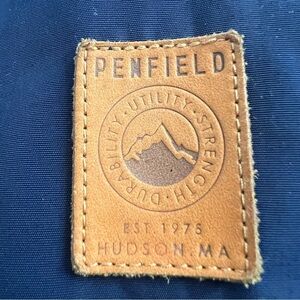 PENFIELD
DURABILITY · UTILITY · STRENGTH ·
EST. 1975
HUDSON. MA